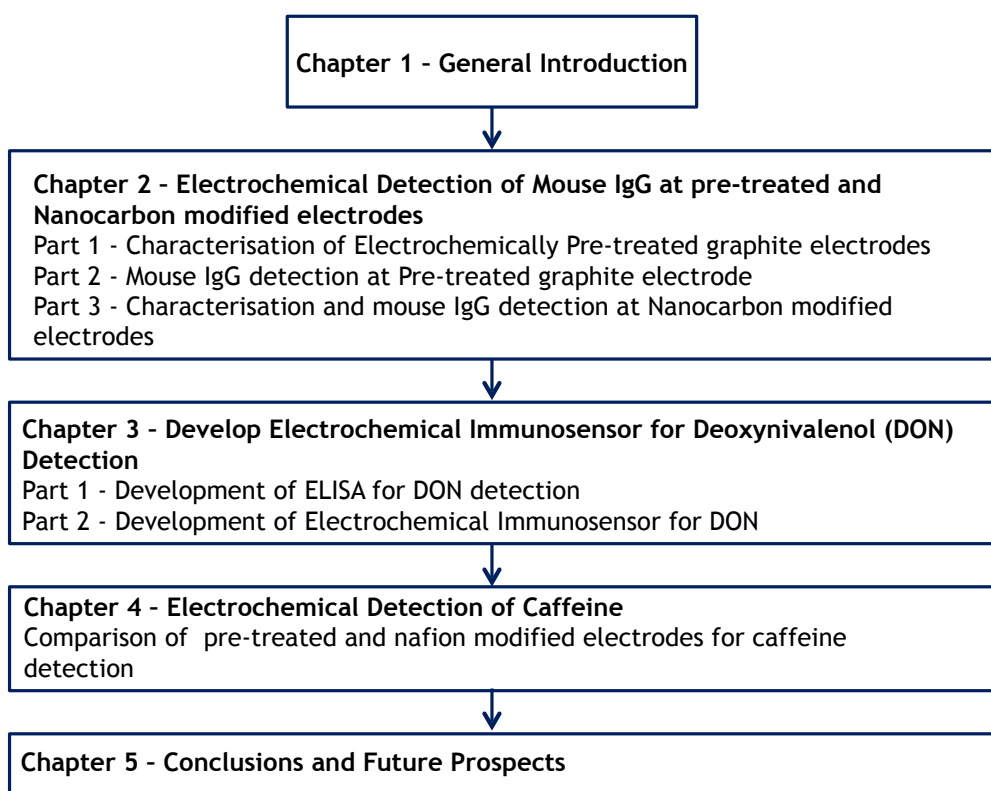 Chapter 1 – General Introduction
Chapter 2 – Electrochemical Detection of Mouse IgG at pre-treated and
Nanocarbon modified electrodes
Part 1 - Characterisation of Electrochemically Pre-treated graphite electrodes
Part 2 - Mouse IgG detection at Pre-treated graphite electrode
Part 3 - Characterisation and mouse IgG detection at Nanocarbon modified
electrodes
Chapter 3 – Develop Electrochemical Immunosensor for Deoxynivalenol (DON)
Detection
Part 1 - Development of ELISA for DON detection
Part 2 - Development of Electrochemical Immunosensor for DON
Chapter 4 – Electrochemical Detection of Caffeine
Comparison of pre-treated and nafion modified electrodes for caffeine
detection
Chapter 5 – Conclusions and Future Prospects